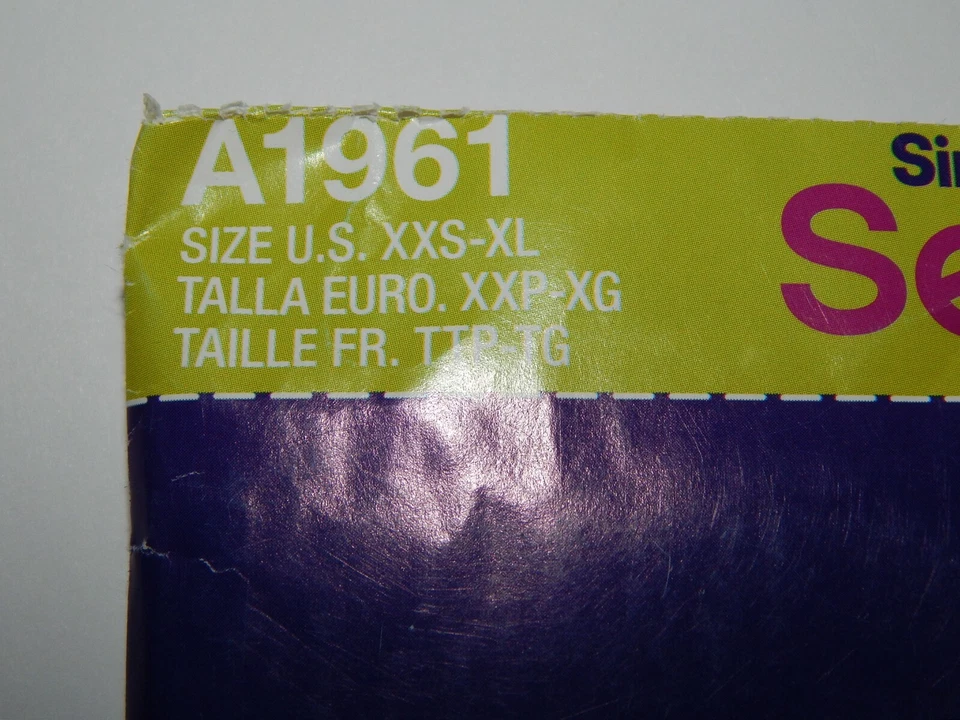 A1961
SIZE U.S. XXS-XL
TALLA EURO. XXP-XG
TAILLE FR. TTP-TG